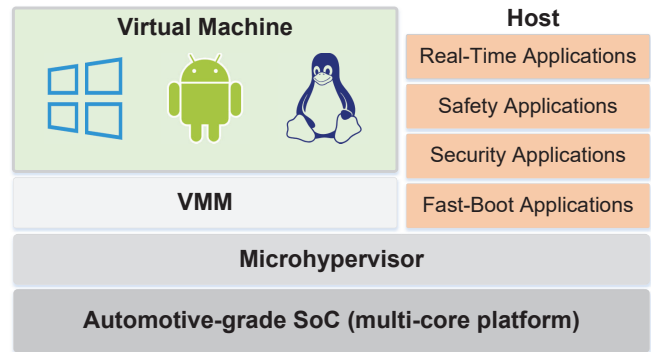 Virtual Machine
Host
Real-Time Applications
Safety Applications
Security Applications
VMM
Fast-Boot Applications
Microhypervisor
Automotive-grade SoC (multi-core platform)